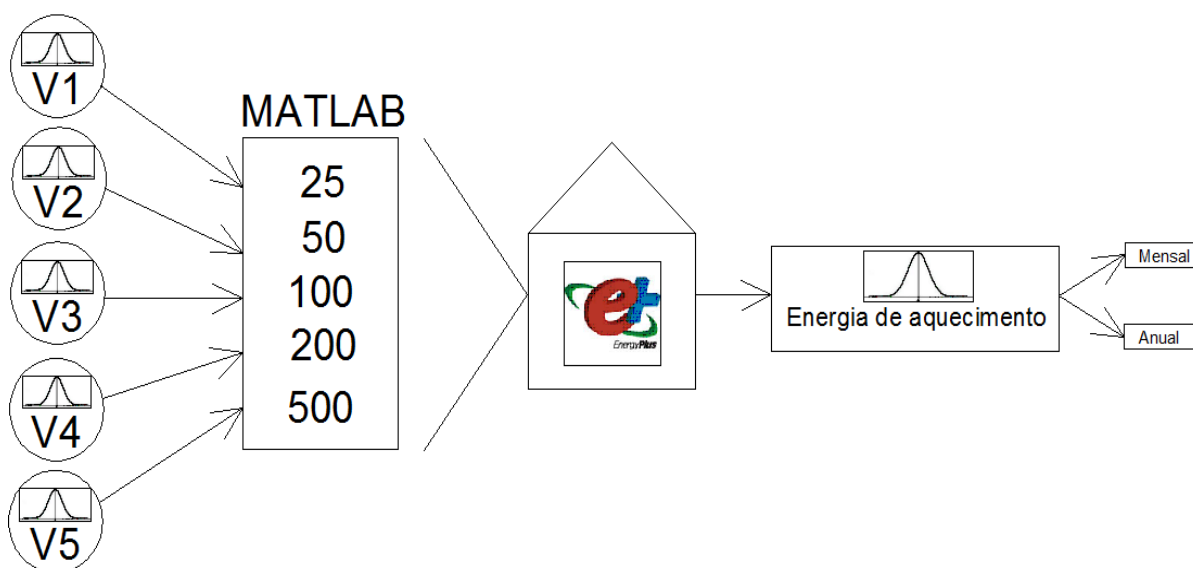 V1
V2
V3
V4
V5
MATLAB
25
50
100
200
500
e+
EnergyPlus
Energia de aquecimento
Mensal
Anual